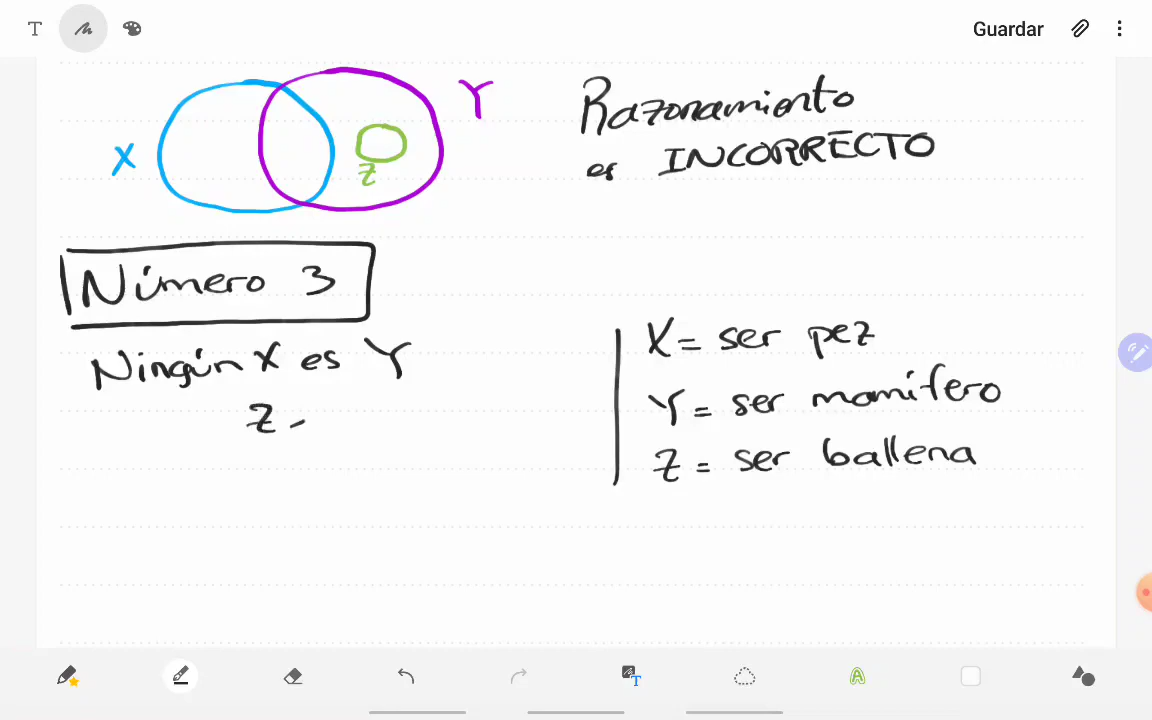 T
Guardar
X
Y
Z
Razonamiento
es INCORRECTO
Número 3
Ningún X es Y
Z -
X = ser pez
Y = ser mamífero
Z = ser ballena
T
A